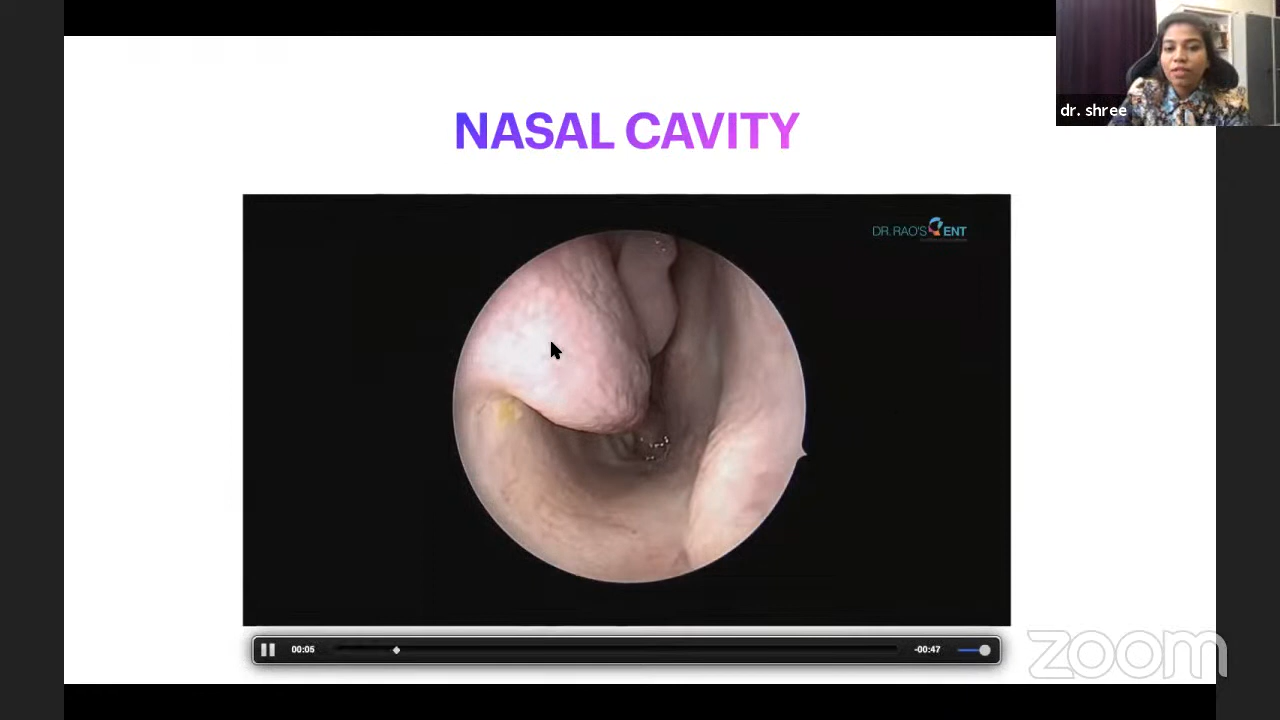 dr. shree
NASAL CAVITY
DR. RAO'S ENT
00:05
-00:47
zoom